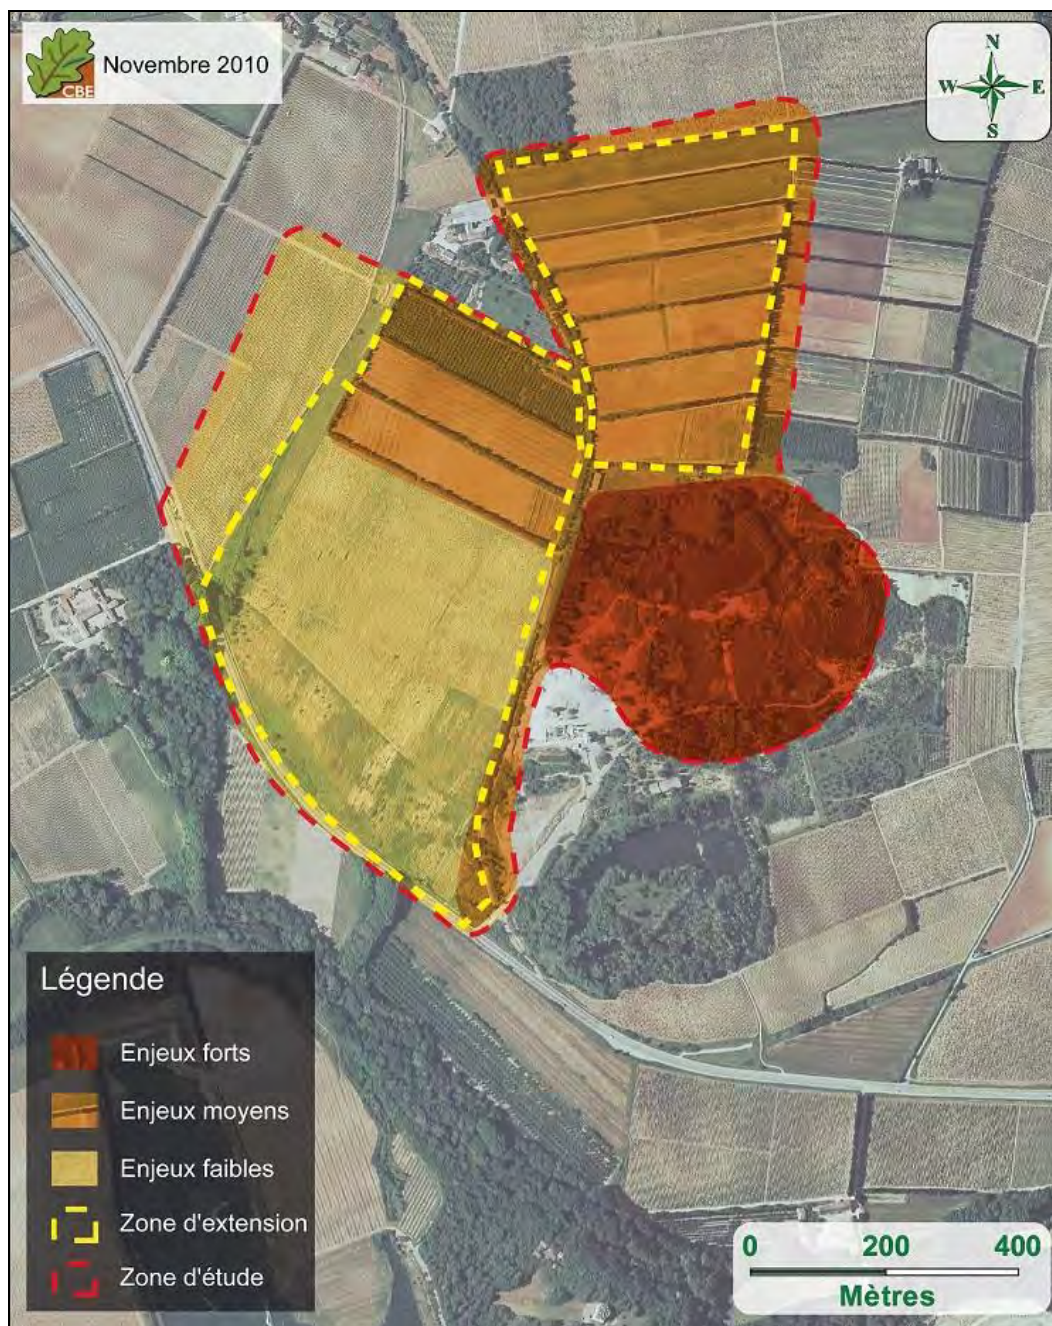 CBE
Novembre 2010
N
W E
S
Légende
Enjeux forts
Enjeux moyens
Enjeux faibles
Zone d'extension
Zone d'étude
0 200 400
Mètres